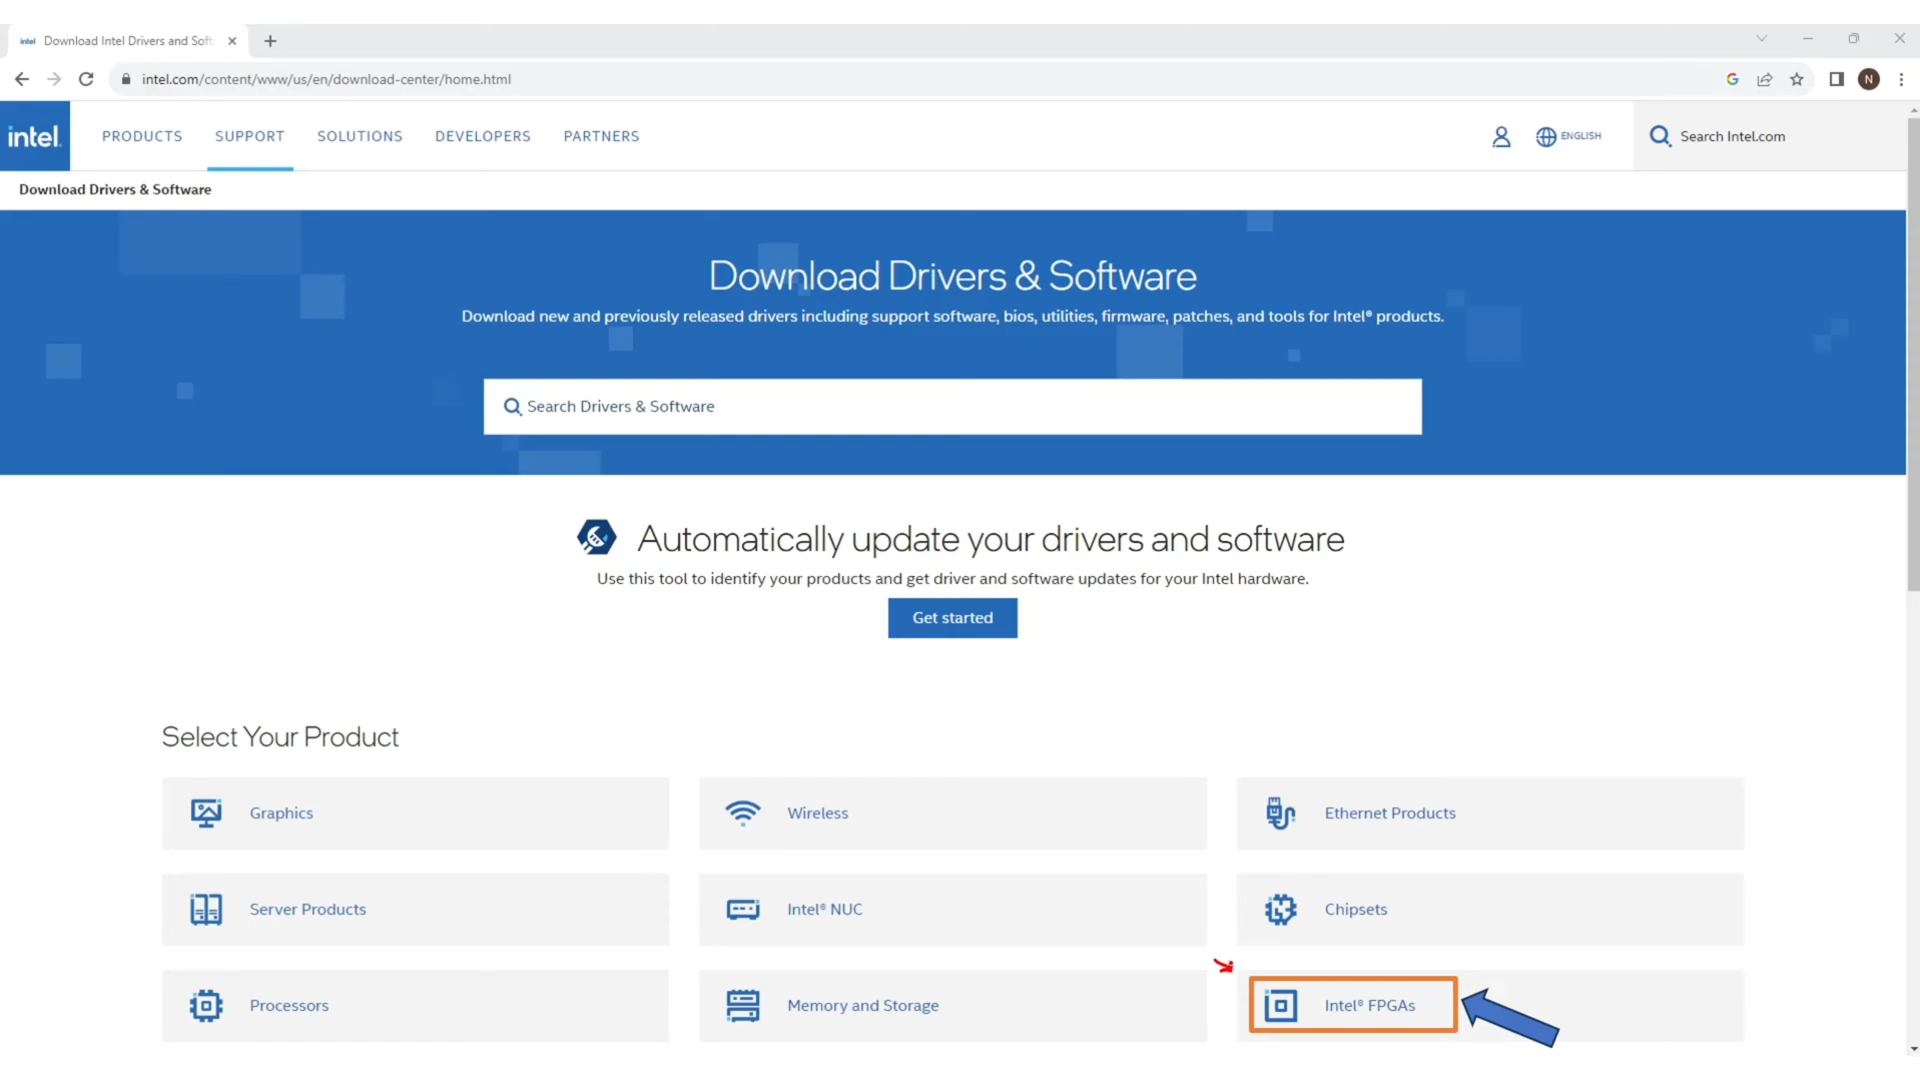 intel Download Intel Drivers and Soft
intel.com/content/www/us/en/download-center/home.html
N
intel.
PRODUCTS
SUPPORT
SOLUTIONS
DEVELOPERS
PARTNERS
ENGLISH
Search Intel.com
Download Drivers & Software
Download Drivers & Software
Download new and previously released drivers including support software, bios, utilities, firmware, patches, and tools for Intel® products.
Search Drivers & Software
Automatically update your drivers and software
Use this tool to identify your products and get driver and software updates for your Intel hardware.
Get started
Select Your Product
Graphics
Wireless
Ethernet Products
Server Products
Intel® NUC
Chipsets
Processors
Memory and Storage
Intel® FPGAs